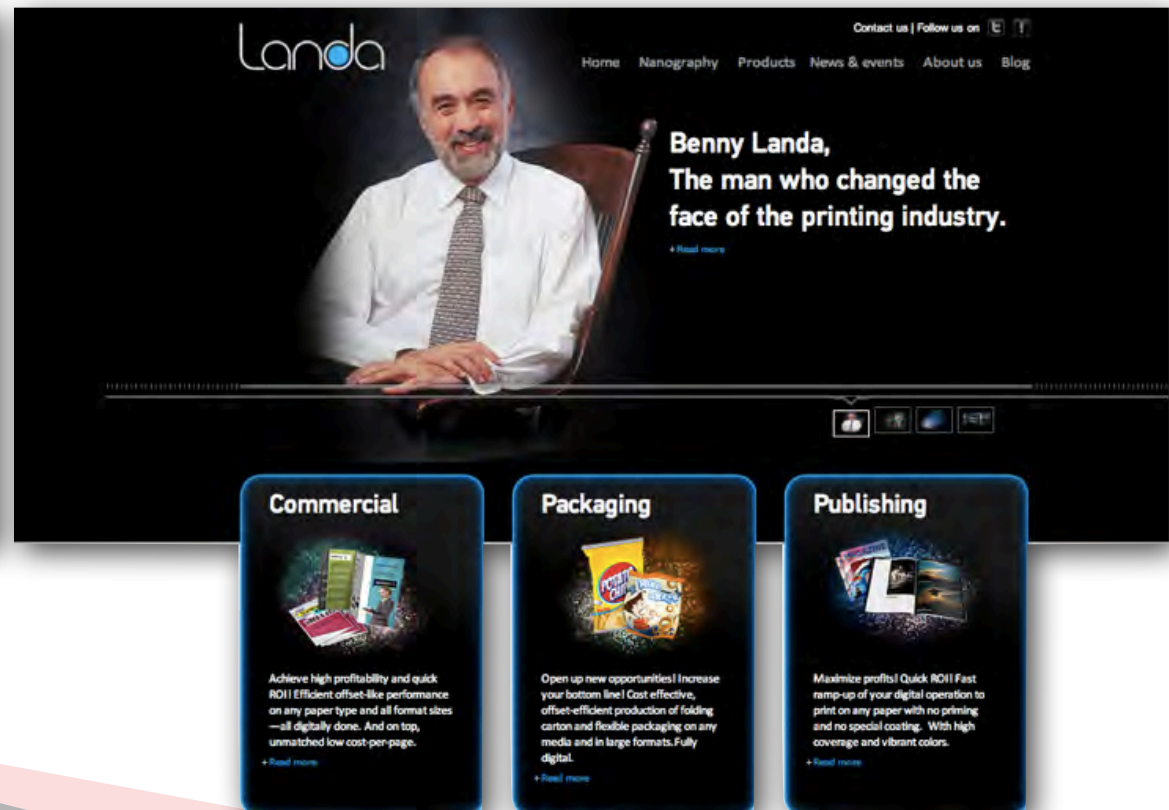 Landa
Contact us | Follow us on
Home Nanography Products News & events About us Blog
Benny Landa,
The man who changed the
face of the printing industry.
+ Read more
Commercial
Achieve high profitability and quick
ROI! Efficient offset-like performance
on any paper type and all format sizes
—all digitally done. And on top,
unmatched low cost-per-page.
+ Read more
Packaging
POTATO
CHIPS
Open up new opportunities! Increase
your bottom line! Cost effective,
offset-efficient production of folding
carton and flexible packaging on any
media and in large formats. Fully
digital.
+ Read more
Publishing
Maximize profits! Quick ROI! Fast
ramp-up of your digital operation to
print on any paper with no priming
and no special coating. With high
coverage and vibrant colors.
+ Read more